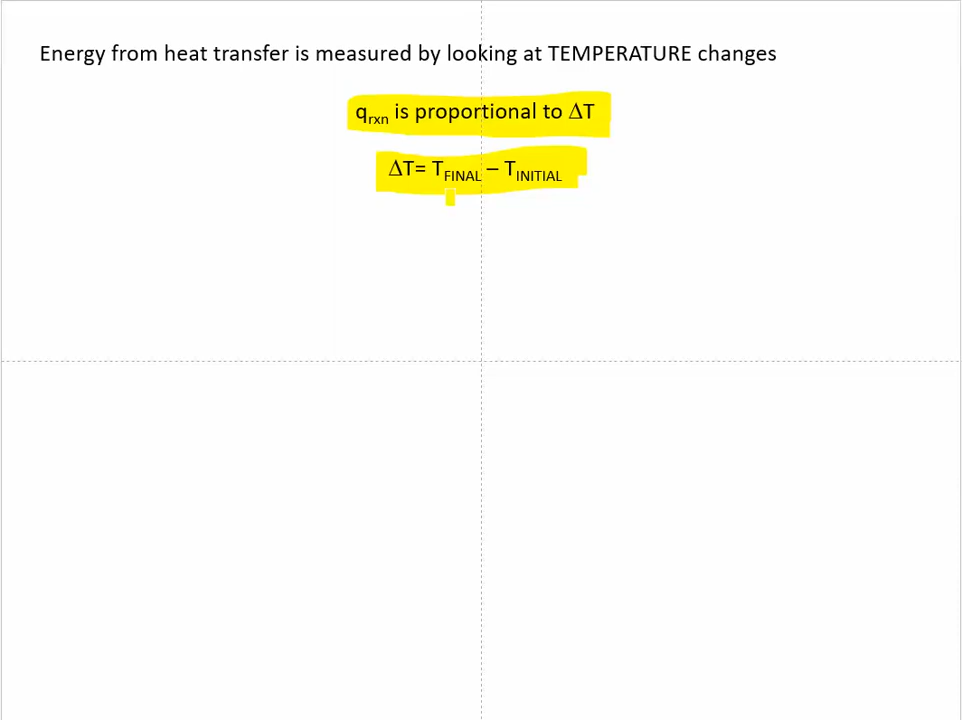 Energy from heat transfer is measured by looking at TEMPERATURE changes
qrxn is proportional to ΔT
ΔT= TFINAL – TINITIAL